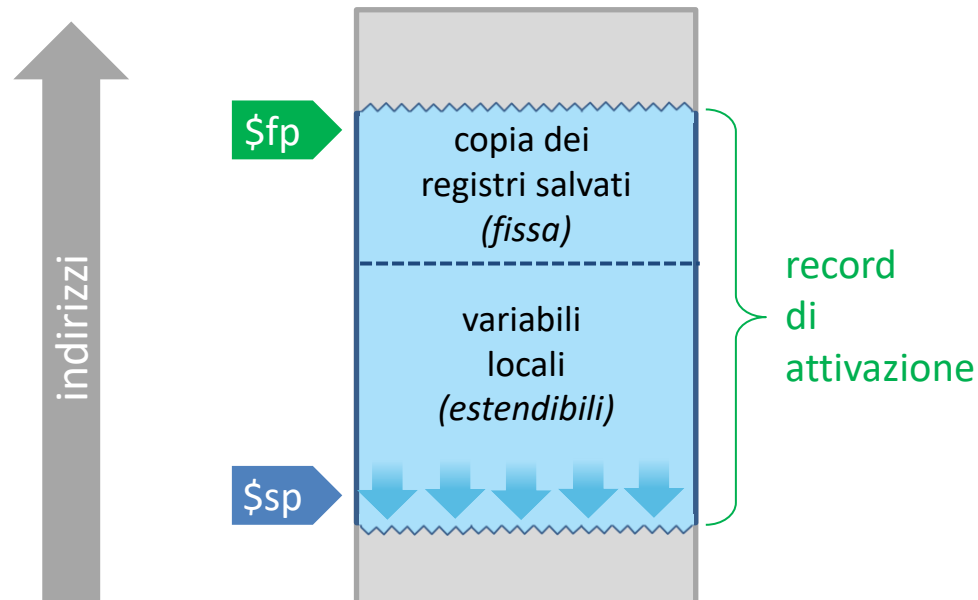 $fp
copia dei
registri salvati
(fissa)
indirizzi
variabili
locali
(estendibili)
$sp
record
di
attivazione